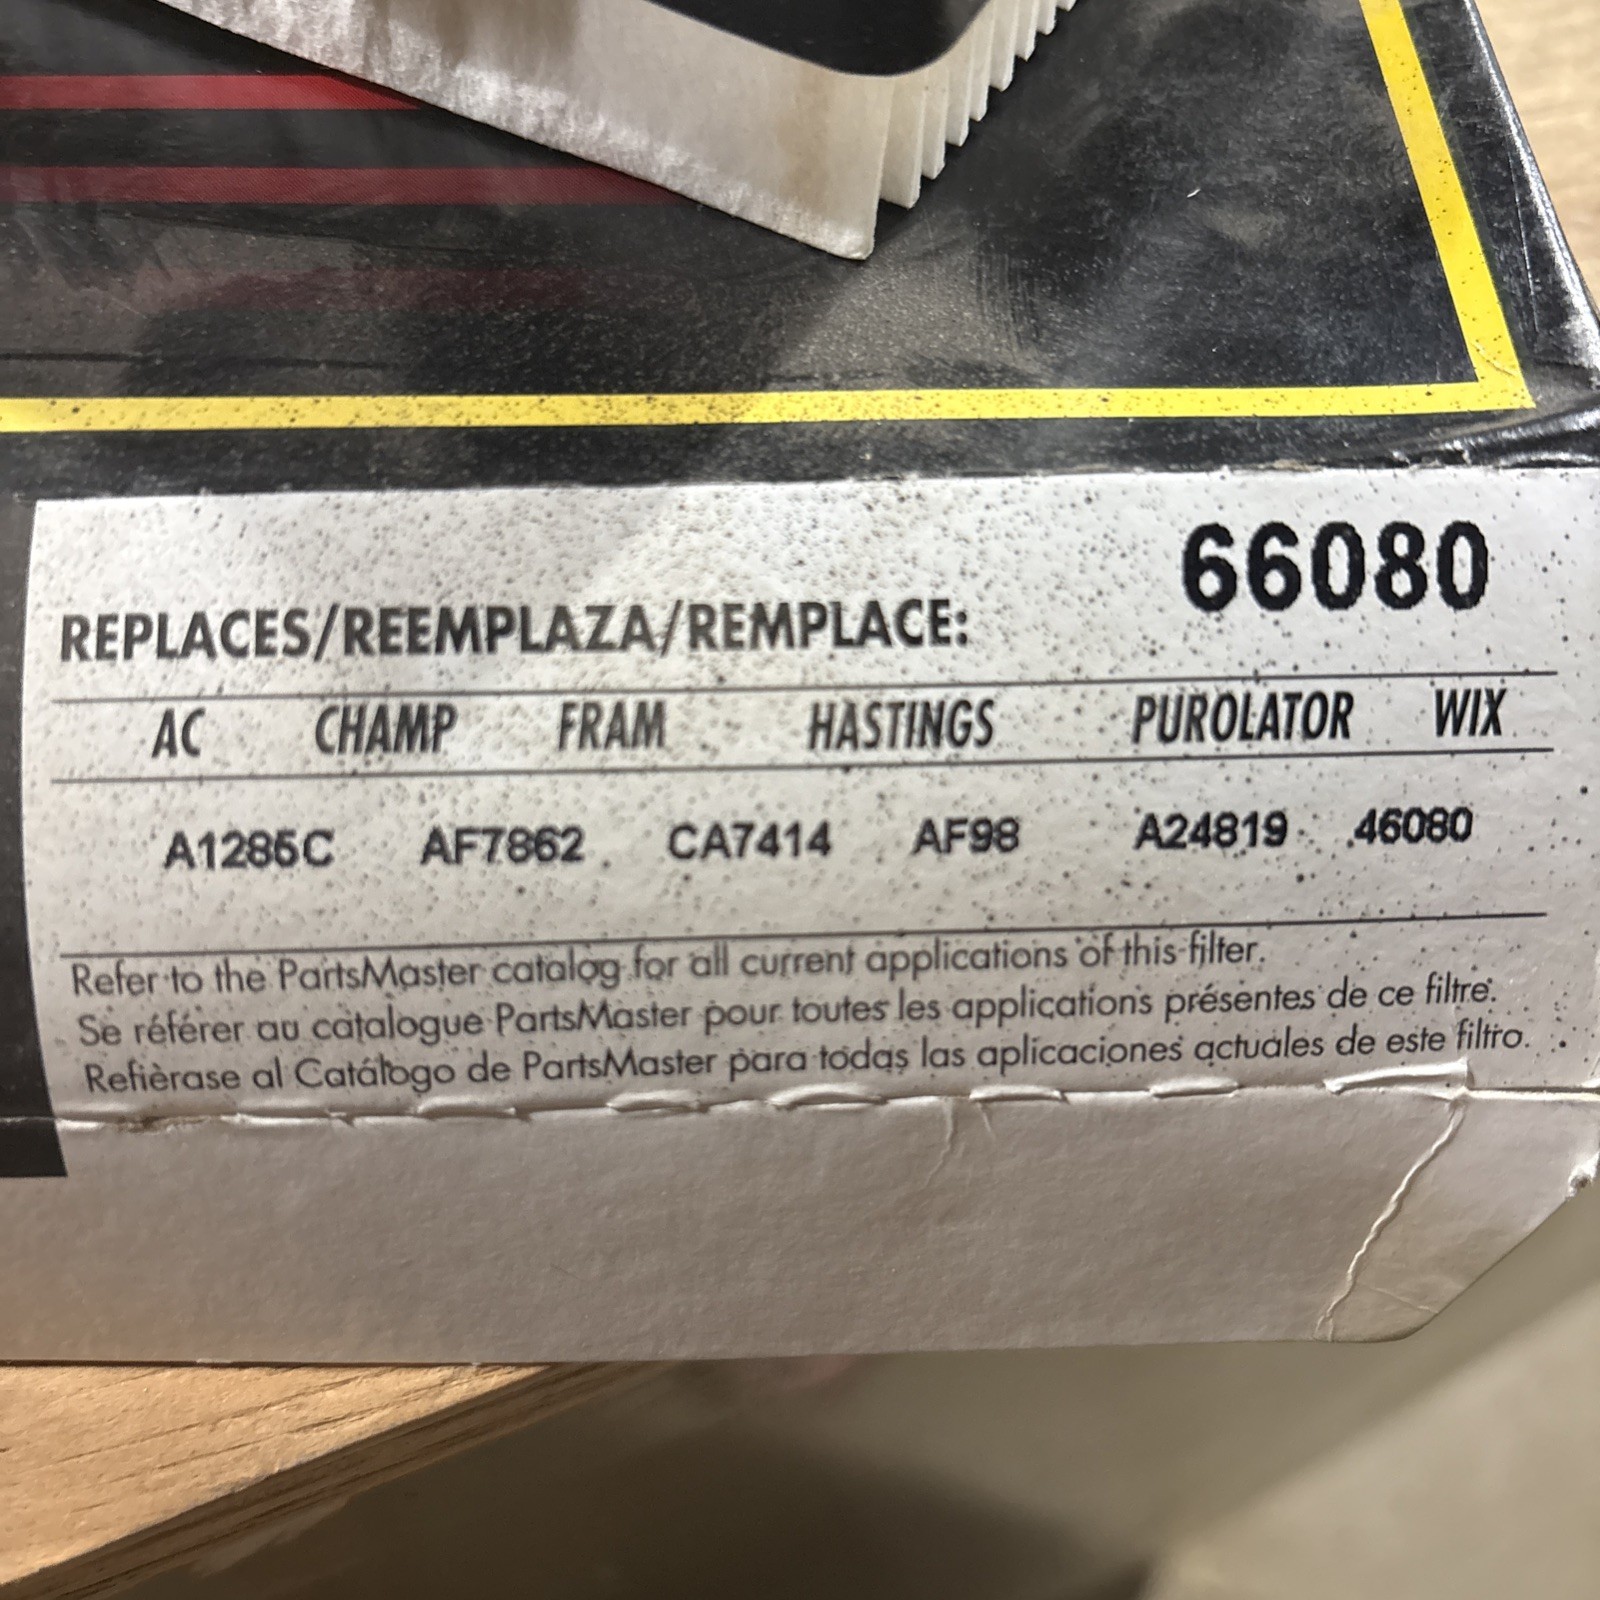 66080
REPLACES/REEMPLAZA/REMPLACE:
AC CHAMP FRAM HASTINGS PUROLATOR WIX
A1285C AF7862 CA7414 AF98 A24819 46080
Refer to the PartsMaster catalog for all current applications of this filter.
Se référer au catalogue PartsMaster pour toutes les applications présentes de ce filtre.
Refièrase al Catátogo de PartsMaster para todas las aplicaciones actuales de este filtro.